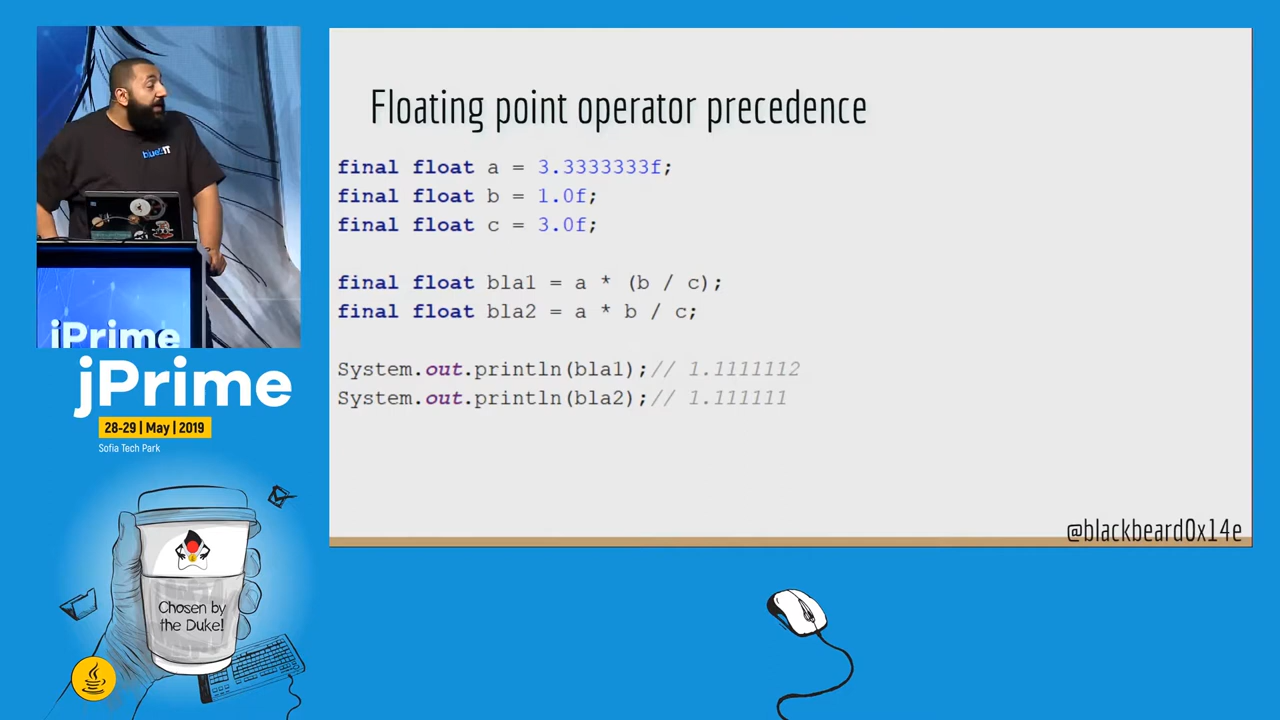 blue4IT
jPrime
jPrime
28-29 | May | 2019
Sofia Tech Park
Chosen by
the Duke!
Floating point operator precedence
final float a = 3.3333333f;
final float b = 1.0f;
final float c = 3.0f;
final float bla1 = a * (b / c);
final float bla2 = a * b / c;
System.out.println(bla1);// 1.1111112
System.out.println(bla2);// 1.111111
@blackbeard0x14e